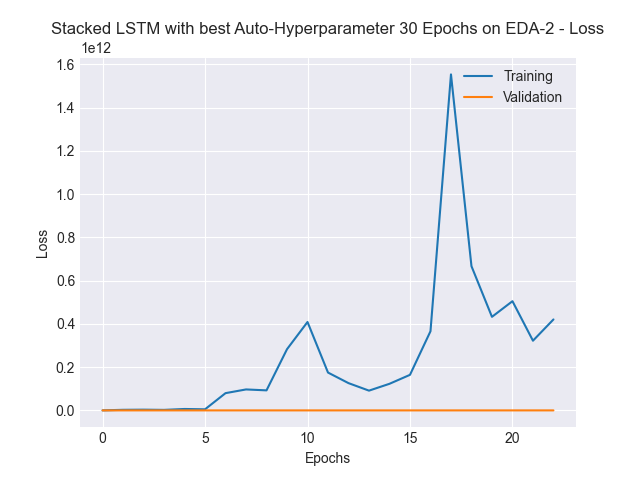 Stacked LSTM with best Auto-Hyperparameter 30 Epochs on EDA-2 - Loss
1e12
1.6
1.4
1.2
1.0
0.8
0.6
0.4
0.2
0.0
Loss
Training
Validation
0 5 10 15 20
Epochs